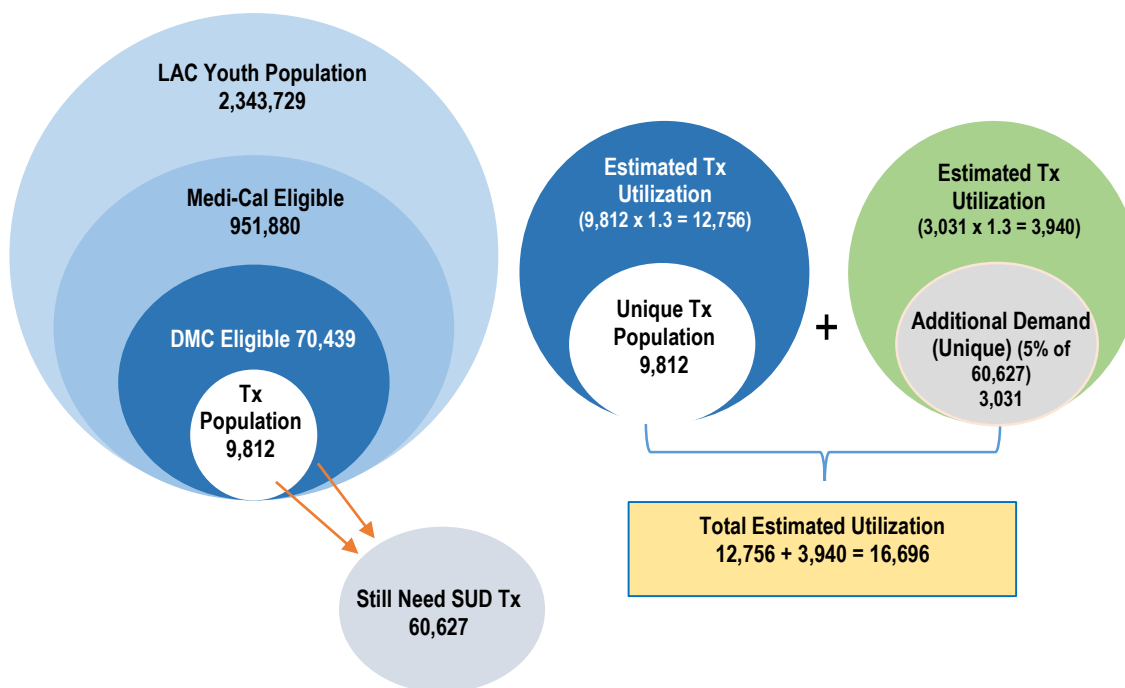 LAC Youth Population
2,343,729
Medi-Cal Eligible
951,880
DMC Eligible 70,439
Tx
Population
9,812
Still Need SUD Tx
60,627
Estimated Tx
Utilization
(9,812 x 1.3 = 12,756)
Unique Tx
Population
9,812
+
Estimated Tx
Utilization
(3,031 x 1.3 = 3,940)
Additional Demand
(Unique) (5% of
60,627)
3,031
Total Estimated Utilization
12,756 + 3,940 = 16,696